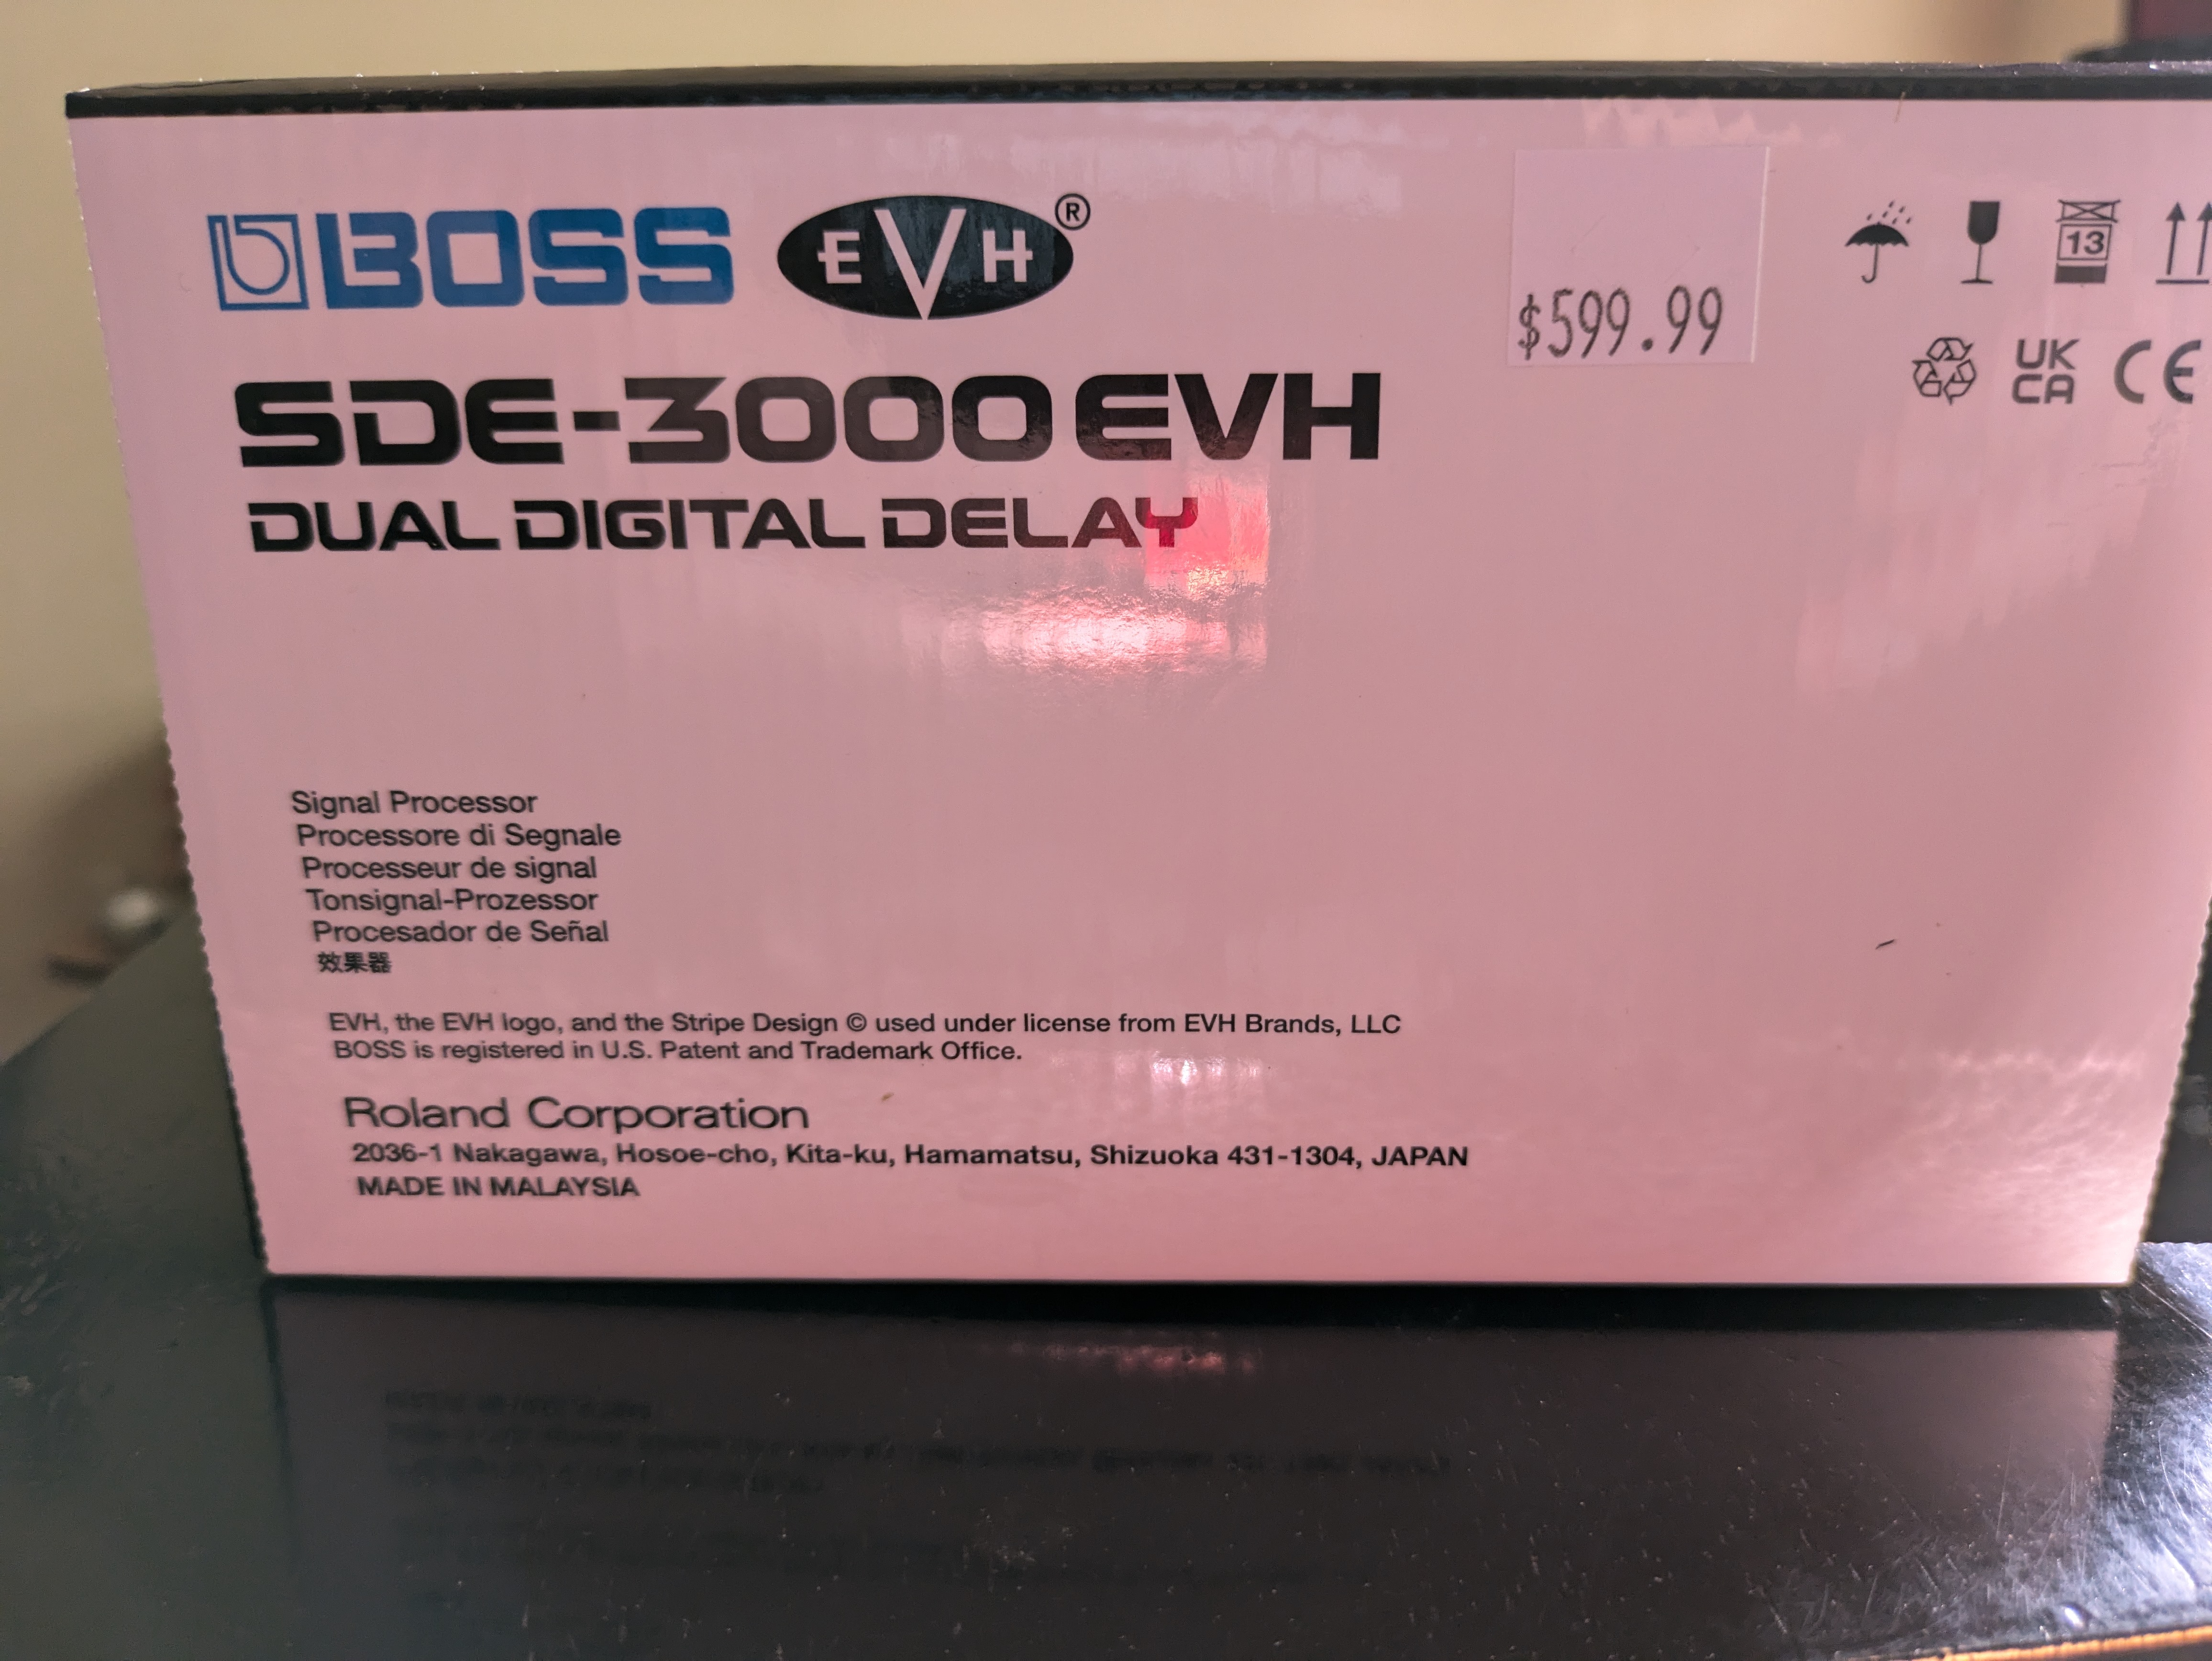 BOSS EVH®
$599.99
13
UK
CA CE
SDE-3000EVH
DUAL DIGITAL DELAY
Signal Processor
Processore di Segnale
Processeur de signal
Tonsignal-Prozessor
Procesador de Señal
效果器
EVH, the EVH logo, and the Stripe Design © used under license from EVH Brands, LLC
BOSS is registered in U.S. Patent and Trademark Office.
Roland Corporation
2036-1 Nakagawa, Hosoe-cho, Kita-ku, Hamamatsu, Shizuoka 431-1304, JAPAN
MADE IN MALAYSIA